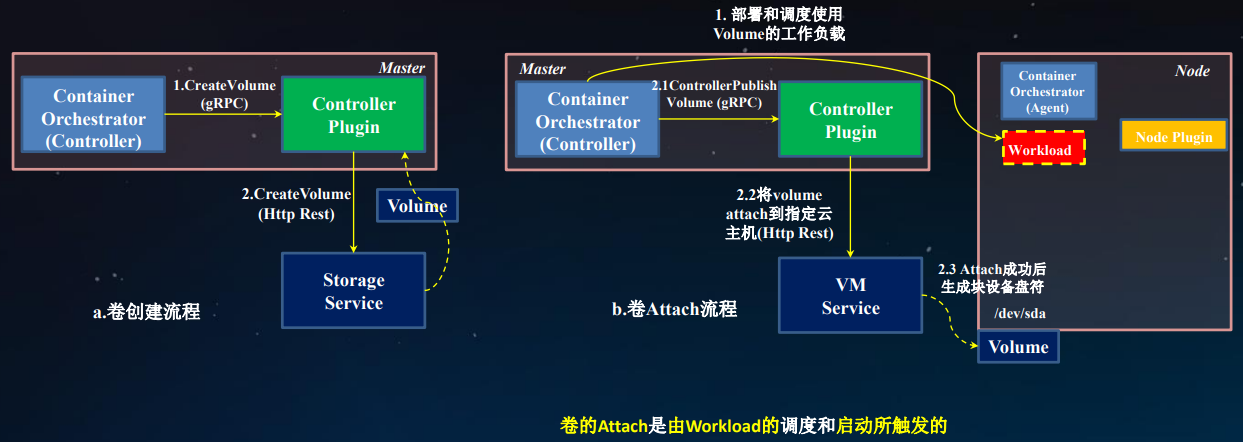 Master
Container
Orchestrator
(Controller)
1.CreateVolume
(gRPC)
Controller
Plugin
2.CreateVolume
(Http Rest)
Volume
Storage
Service
a.卷创建流程
1. 部署和调度使用
Volume的工作负载
Master
Container
Orchestrator
(Controller)
2.1ControllerPublish
Volume (gRPC)
Controller
Plugin
2.2将volume
attach到指定云
主机(Http Rest)
VM
Service
b.卷Attach流程
Node
Container
Orchestrator
(Agent)
Workload
Node Plugin
2.3 Attach成功后
生成块设备盘符
/dev/sda
Volume
卷的Attach是由Workload的调度和启动所触发的